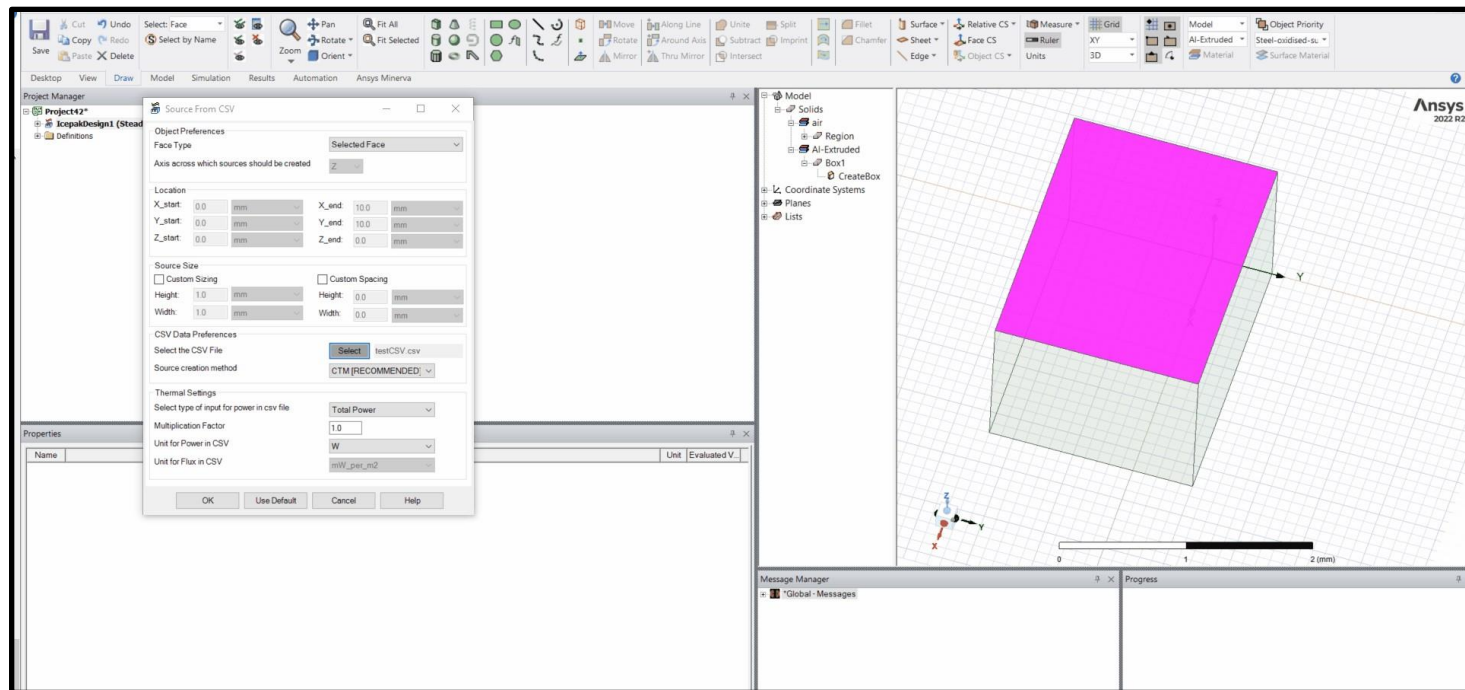 Cut Undo Select: Face Pan Fit All Move Along Line Unite Split Fillet Surface Relative CS Measure Grid Model Object Priority
Copy Redo Select by Name Rotate Fit Selected Rotate Around Axis Subtract Imprint Chamfer Sheet Face CS Ruler XY Al-Extruded Steel-oxidised-su
Save Paste Delete Zoom Orient Mirror Thru Mirror Intersect Edge Object CS Units 3D Material Surface Material
Desktop View Draw Model Simulation Results Automation Ansys Minerva
Project Manager
Project42*
IcepakDesign1 (Stead
Definitions
Source From CSV
Object Preferences
Face Type Selected Face
Axis across which sources should be created Z
Location
X_start: 0.0 mm X_end: 10.0 mm
Y_start: 0.0 mm Y_end: 10.0 mm
Z_start: 0.0 mm Z_end: 0.0 mm
Source Size
Custom Sizing Custom Spacing
Height: 1.0 mm Height: 0.0 mm
Width: 1.0 mm Width: 0.0 mm
CSV Data Preferences
Select the CSV File Select testCSV.csv
Source creation method CTM [RECOMMENDED]
Thermal Settings
Select type of input for power in csv file Total Power
Multiplication Factor 1.0
Unit for Power in CSV W
Unit for Flux in CSV mW_per_m2
OK Use Default Cancel Help
Properties
Name Unit Evaluated V...
Model
Solids
air
Region
Al-Extruded
Box1
CreateBox
Coordinate Systems
Planes
Lists
Ansys
2022 R2
Y
Z
Y
X
0 1 2 (mm)
Message Manager
*Global - Messages
Progress